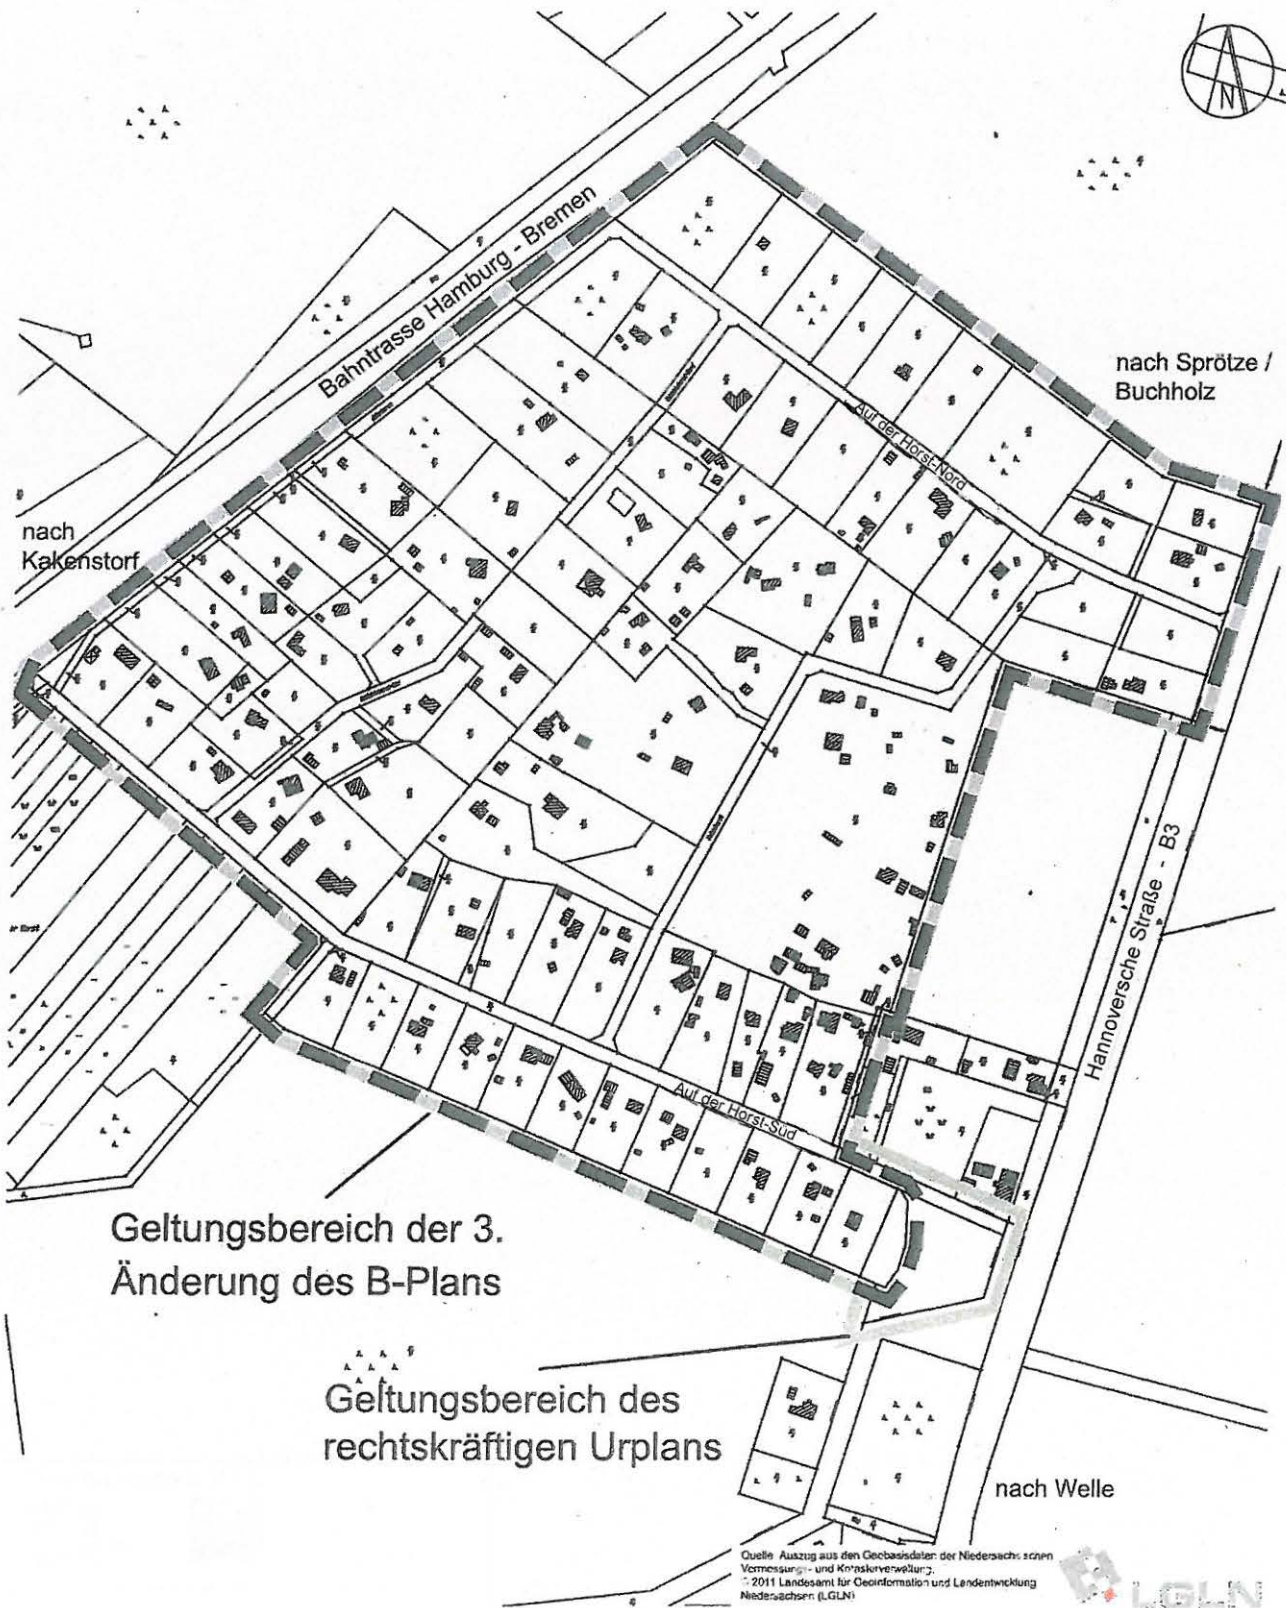 N
Bahntrasse Hamburg - Bremen
nach Sprötze /
Buchholz
Auf der Horst-Nord
nach
Kakenstorf
Hannoversche Straße - B3
Auf der Horst-Süd
Geltungsbereich der 3.
Änderung des B-Plans
Geltungsbereich des
rechtskräftigen Urplans
nach Welle
Quelle Auszug aus den Geobasisdaten der Niedersächsischen
Vermessungs- und Katasterverwaltung,
© 2011 Landesamt für Geoinformation und Landentwicklung
Niedersachsen (LGLN)
LGLN